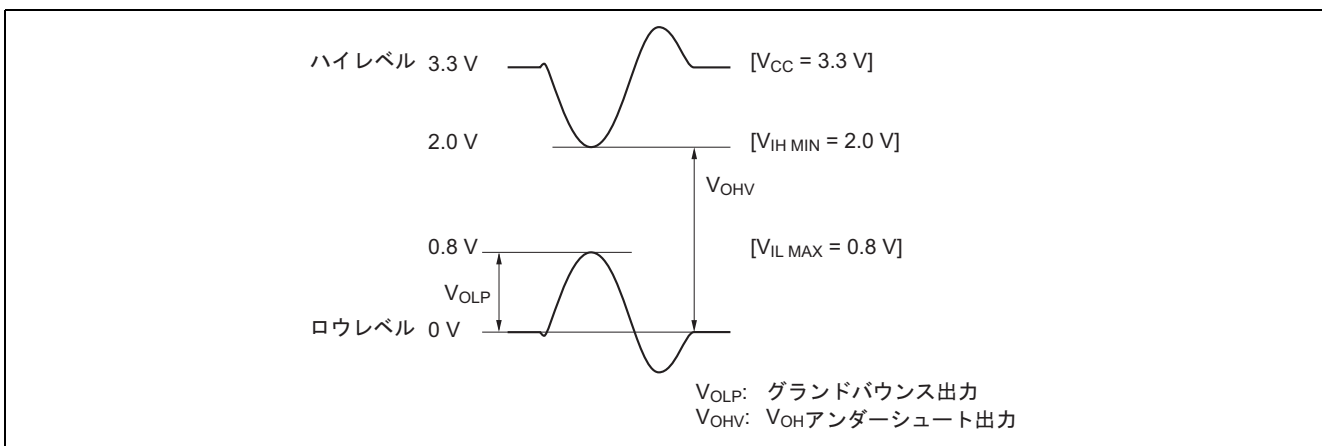 ハイレベル 3.3 V [VCC = 3.3 V]
2.0 V [VIH MIN = 2.0 V]
VOHV
0.8 V [VIL MAX = 0.8 V]
VOLP
ロウレベル 0 V
VOLP: グランドバウンス出力
VOHV: VOHアンダーシュート出力